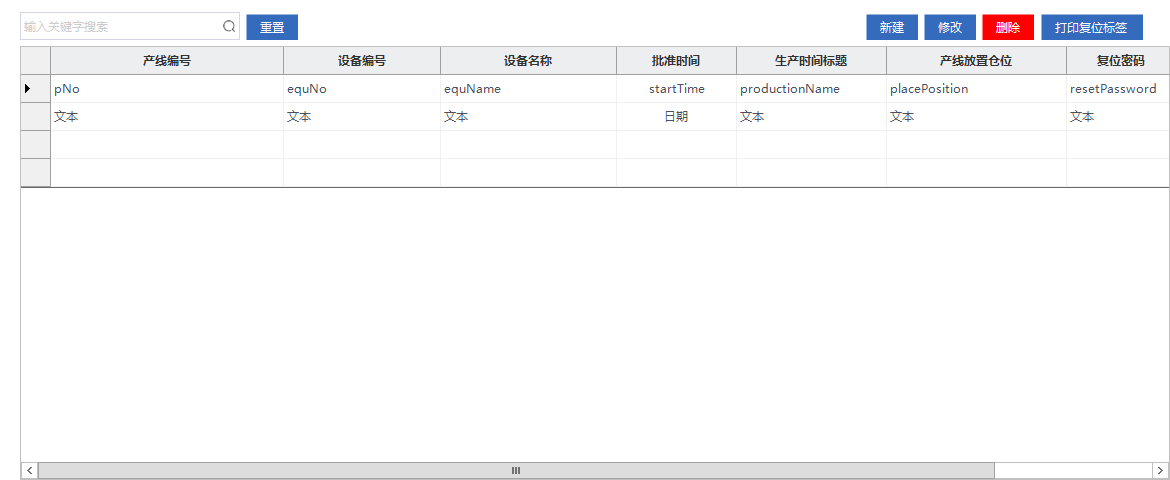 输入关键字搜索 重置 新建 修改 删除 打印复位标签
产线编号 设备编号 设备名称 批准时间 生产时间标题 产线放置仓位 复位密码
pNo equNo equName startTime productionName placePosition resetPassword
文本 文本 文本 日期 文本 文本 文本